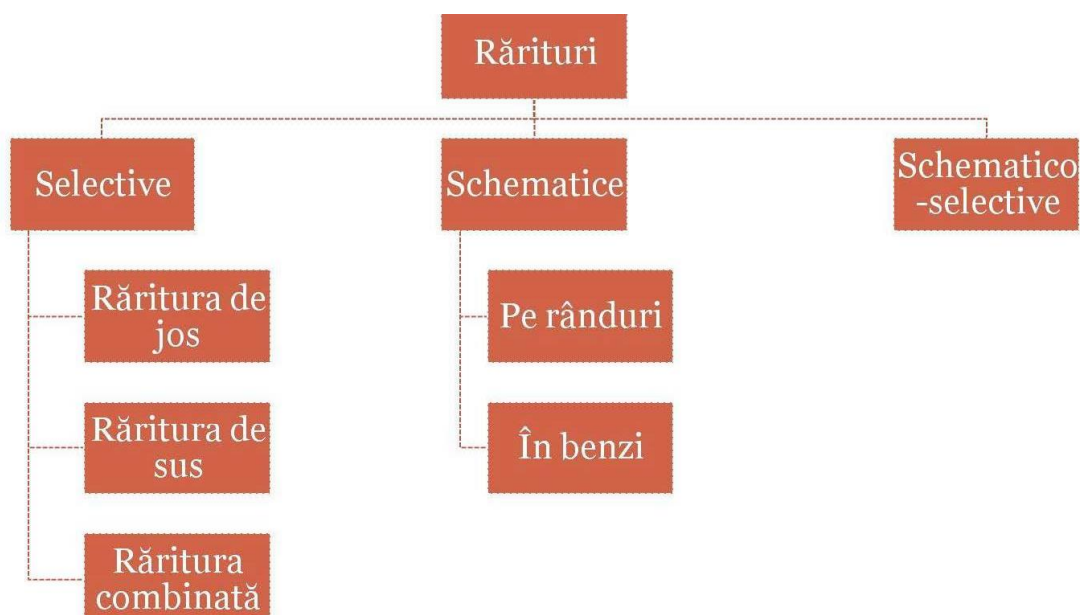 Rărituri
Selective
Schematice
Schematico
-selective
Răritura de
jos
Pe rânduri
Răritura de
sus
În benzi
Răritura
combinată